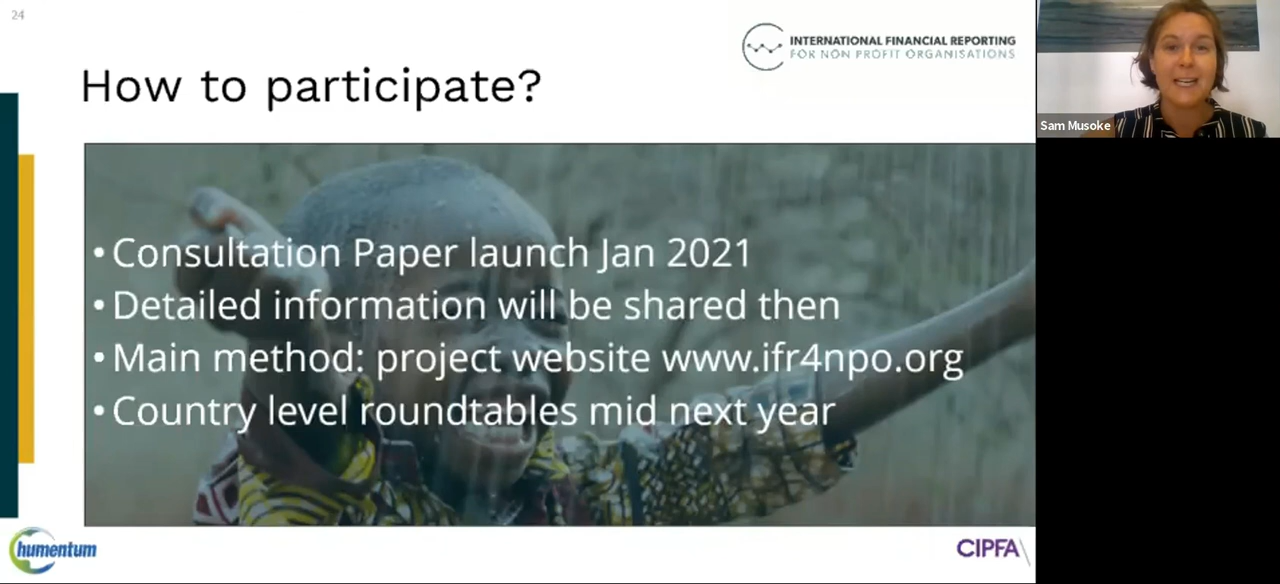 24
INTERNATIONAL FINANCIAL REPORTING
FOR NON PROFIT ORGANISATIONS
How to participate?
• Consultation Paper launch Jan 2021
• Detailed information will be shared then
• Main method: project website www.ifr4npo.org
• Country level roundtables mid next year
humentum
CIPFA
Sam Musoke